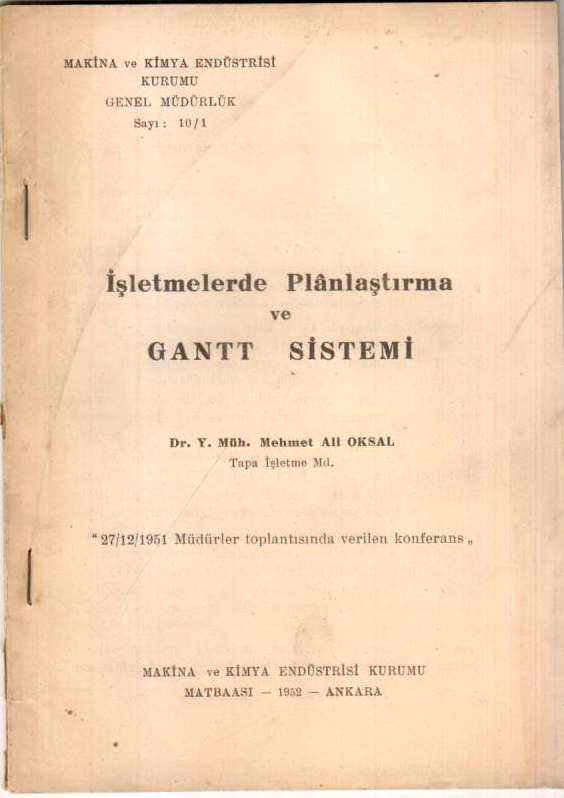 MAKİNA ve KİMYA ENDÜSTRİSİ
KURUMU
GENEL MÜDÜRLÜK
Sayı : 10/1
İşletmelerde Plânlaştırma
ve
GANTT SİSTEMİ
Dr. Y. Müh. Mehmet Ali OKSAL
Tapa İşletme Md.
“ 27/12/1951 Müdürler toplantısında verilen konferans „
MAKİNA ve KİMYA ENDÜSTRİSİ KURUMU
MATBAASI — 1952 — ANKARA